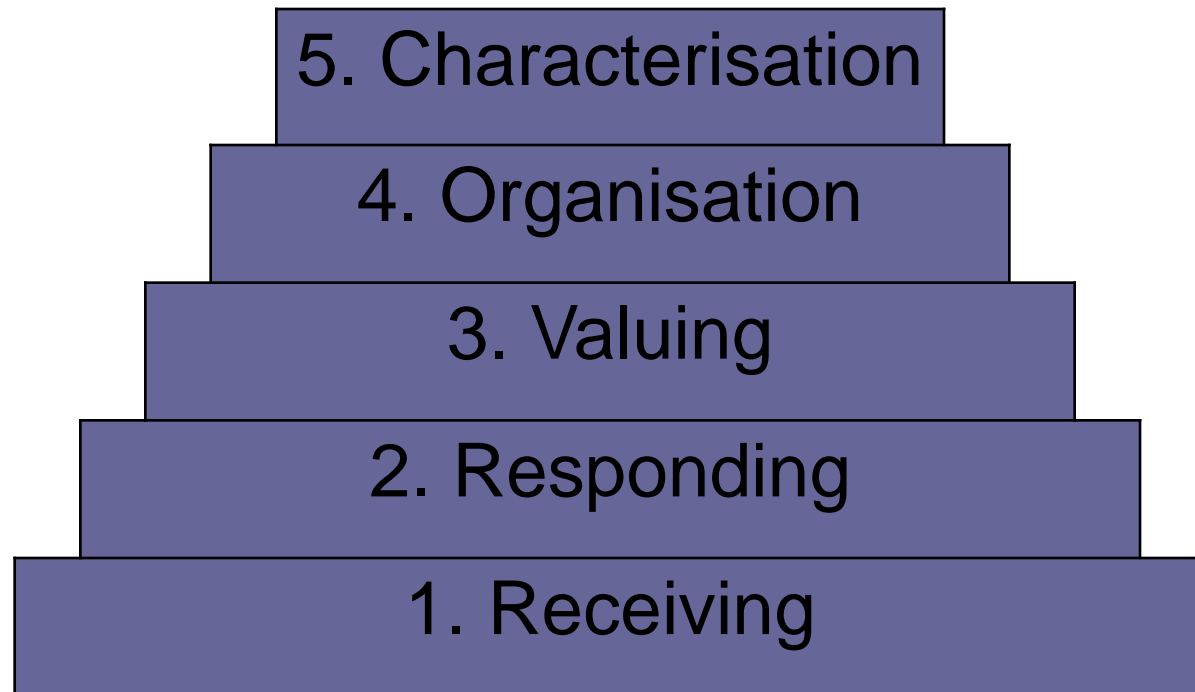 5. Characterisation
4. Organisation
3. Valuing
2. Responding
1. Receiving